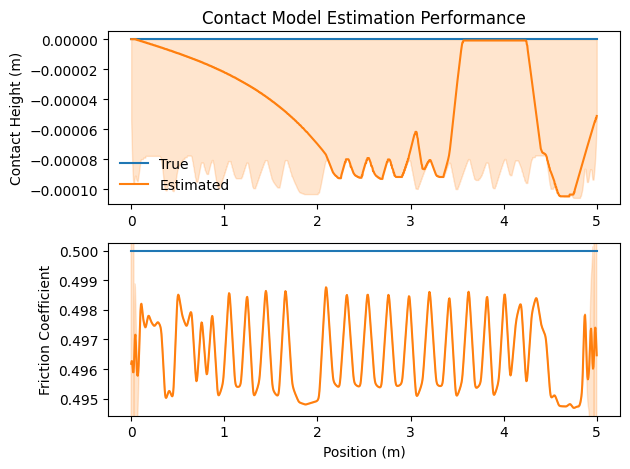 Contact Model Estimation Performance
Contact Height (m)
0.00000
−0.00002
−0.00004
−0.00006
−0.00008
−0.00010
True
Estimated
0 1 2 3 4 5
Friction Coefficient
0.500
0.499
0.498
0.497
0.496
0.495
0 1 2 3 4 5
Position (m)